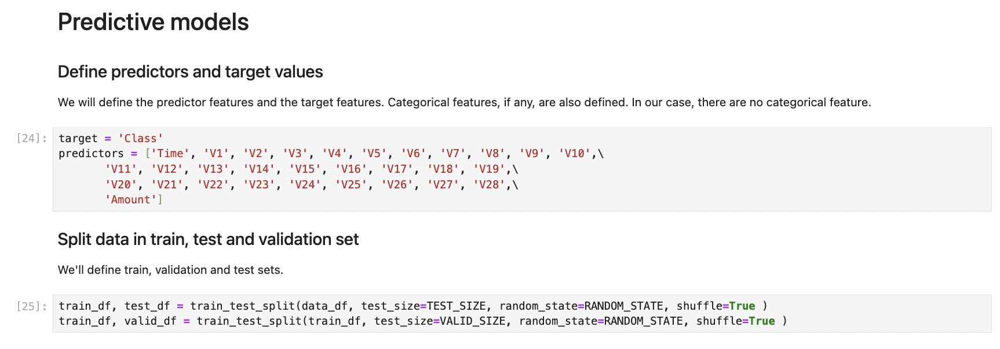 Predictive models
Define predictors and target values
We will define the predictor features and the target features. Categorical features, if any, are also defined. In our case, there are no categorical feature.
[24]:
target = 'Class'
predictors = ['Time', 'V1', 'V2', 'V3', 'V4', 'V5', 'V6', 'V7', 'V8', 'V9', 'V10',\
'V11', 'V12', 'V13', 'V14', 'V15', 'V16', 'V17', 'V18', 'V19',\
'V20', 'V21', 'V22', 'V23', 'V24', 'V25', 'V26', 'V27', 'V28',\
'Amount']
Split data in train, test and validation set
We'll define train, validation and test sets.
[25]:
train_df, test_df = train_test_split(data_df, test_size=TEST_SIZE, random_state=RANDOM_STATE, shuffle=True )
train_df, valid_df = train_test_split(train_df, test_size=VALID_SIZE, random_state=RANDOM_STATE, shuffle=True )